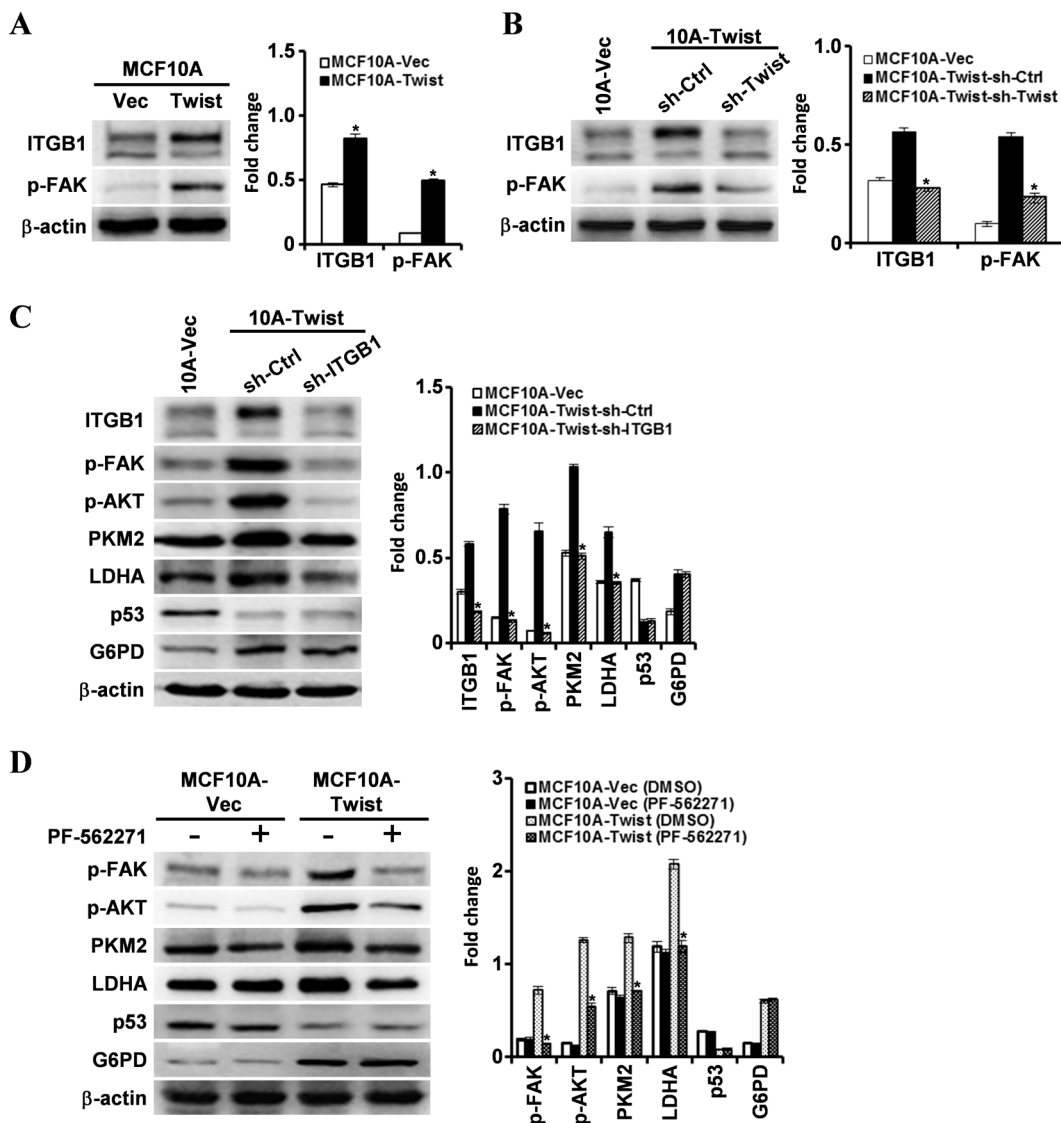 A
MCF10A
Vec Twist
ITGB1
p-FAK
β-actin
Fold change
1.5
1.0
0.5
0
MCF10A-Vec
MCF10A-Twist
*
*
ITGB1 p-FAK
B
10A-Vec
10A-Twist
sh-Ctrl
sh-Twist
ITGB1
p-FAK
β-actin
Fold change
1.0
0.5
0
MCF10A-Vec
MCF10A-Twist-sh-Ctrl
MCF10A-Twist-sh-Twist
*
*
ITGB1 p-FAK
C
10A-Vec
10A-Twist
sh-Ctrl
sh-ITGB1
ITGB1
p-FAK
p-AKT
PKM2
LDHA
p53
G6PD
β-actin
Fold change
1.5
1.0
0.5
0
MCF10A-Vec
MCF10A-Twist-sh-Ctrl
MCF10A-Twist-sh-ITGB1
*
*
*
*
*
ITGB1
p-FAK
p-AKT
PKM2
LDHA
p53
G6PD
D
MCF10A-
Vec
MCF10A-
Twist
PF-562271 - + - +
p-FAK
p-AKT
PKM2
LDHA
p53
G6PD
β-actin
Fold change
2
1
0
MCF10A-Vec (DMSO)
MCF10A-Vec (PF-562271)
MCF10A-Twist (DMSO)
MCF10A-Twist (PF-562271)
*
*
*
*
p-FAK
p-AKT
PKM2
LDHA
p53
G6PD